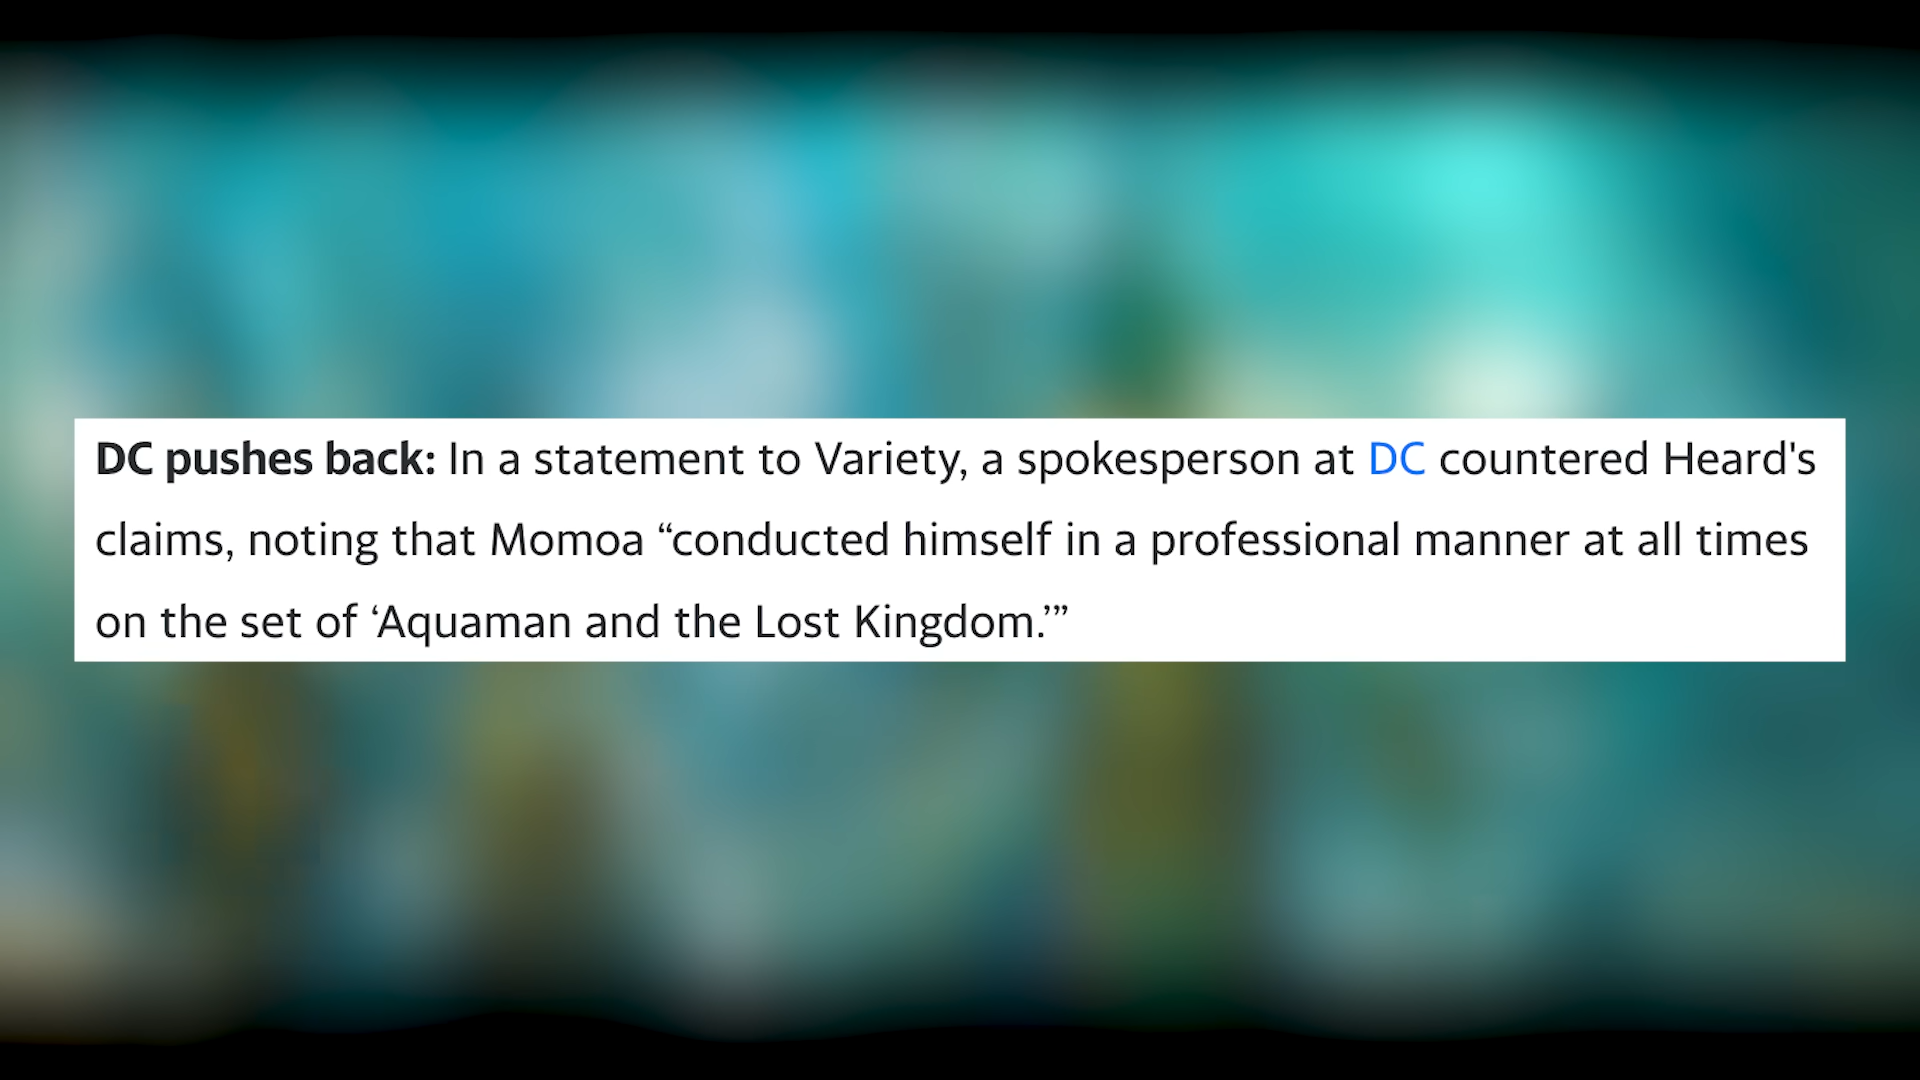 DC pushes back: In a statement to Variety, a spokesperson at DC countered Heard's
claims, noting that Momoa “conducted himself in a professional manner at all times
on the set of ‘Aquaman and the Lost Kingdom.’”